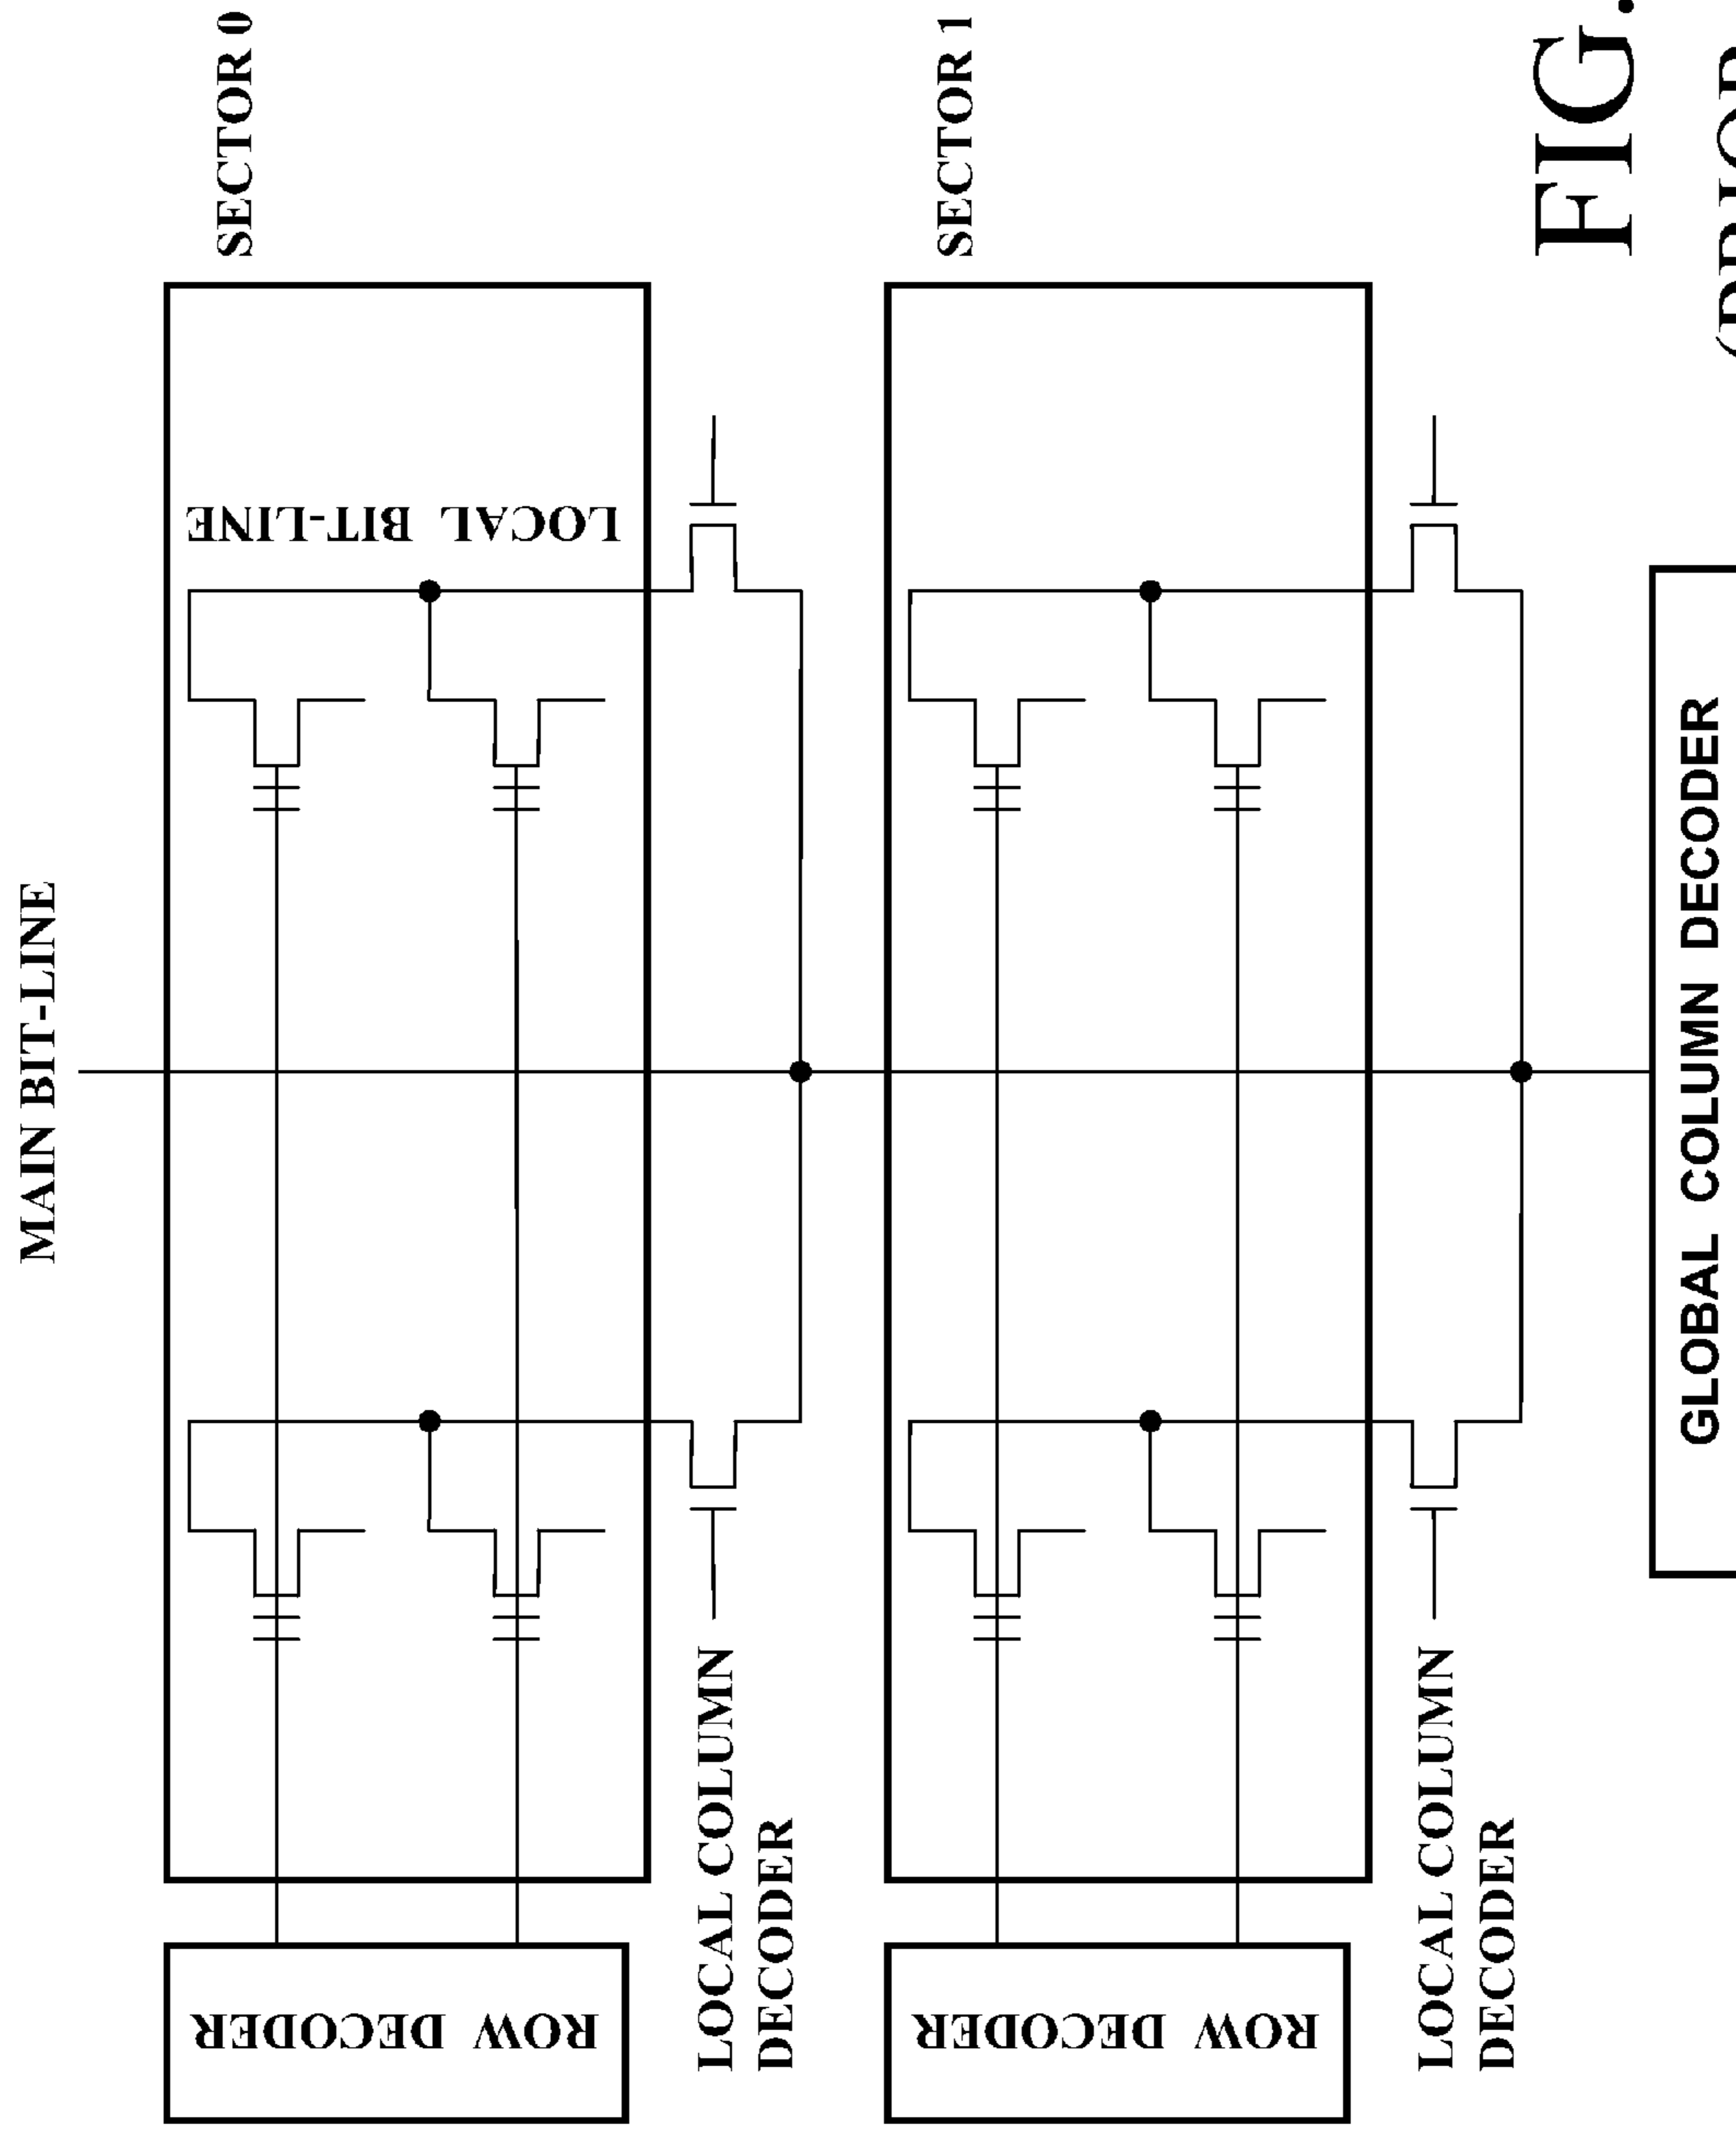 MAIN BIT-LINE
SECTOR 0
LOCAL BIT-LINE
ROW DECODER
LOCAL COLUMN
DECODER
SECTOR 1
ROW DECODER
LOCAL COLUMN
DECODER
GLOBAL COLUMN DECODER
FIG.